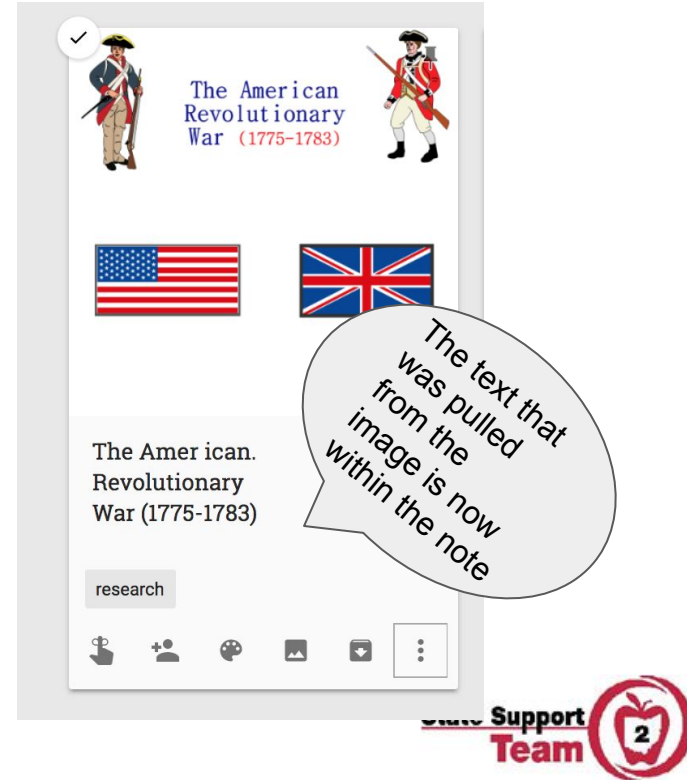 The American
Revolutionary
War (1775-1783)
The text that
was pulled
from the
image is now
within the note
The Amer ican.
Revolutionary
War (1775-1783)
research
State Support
Team
2